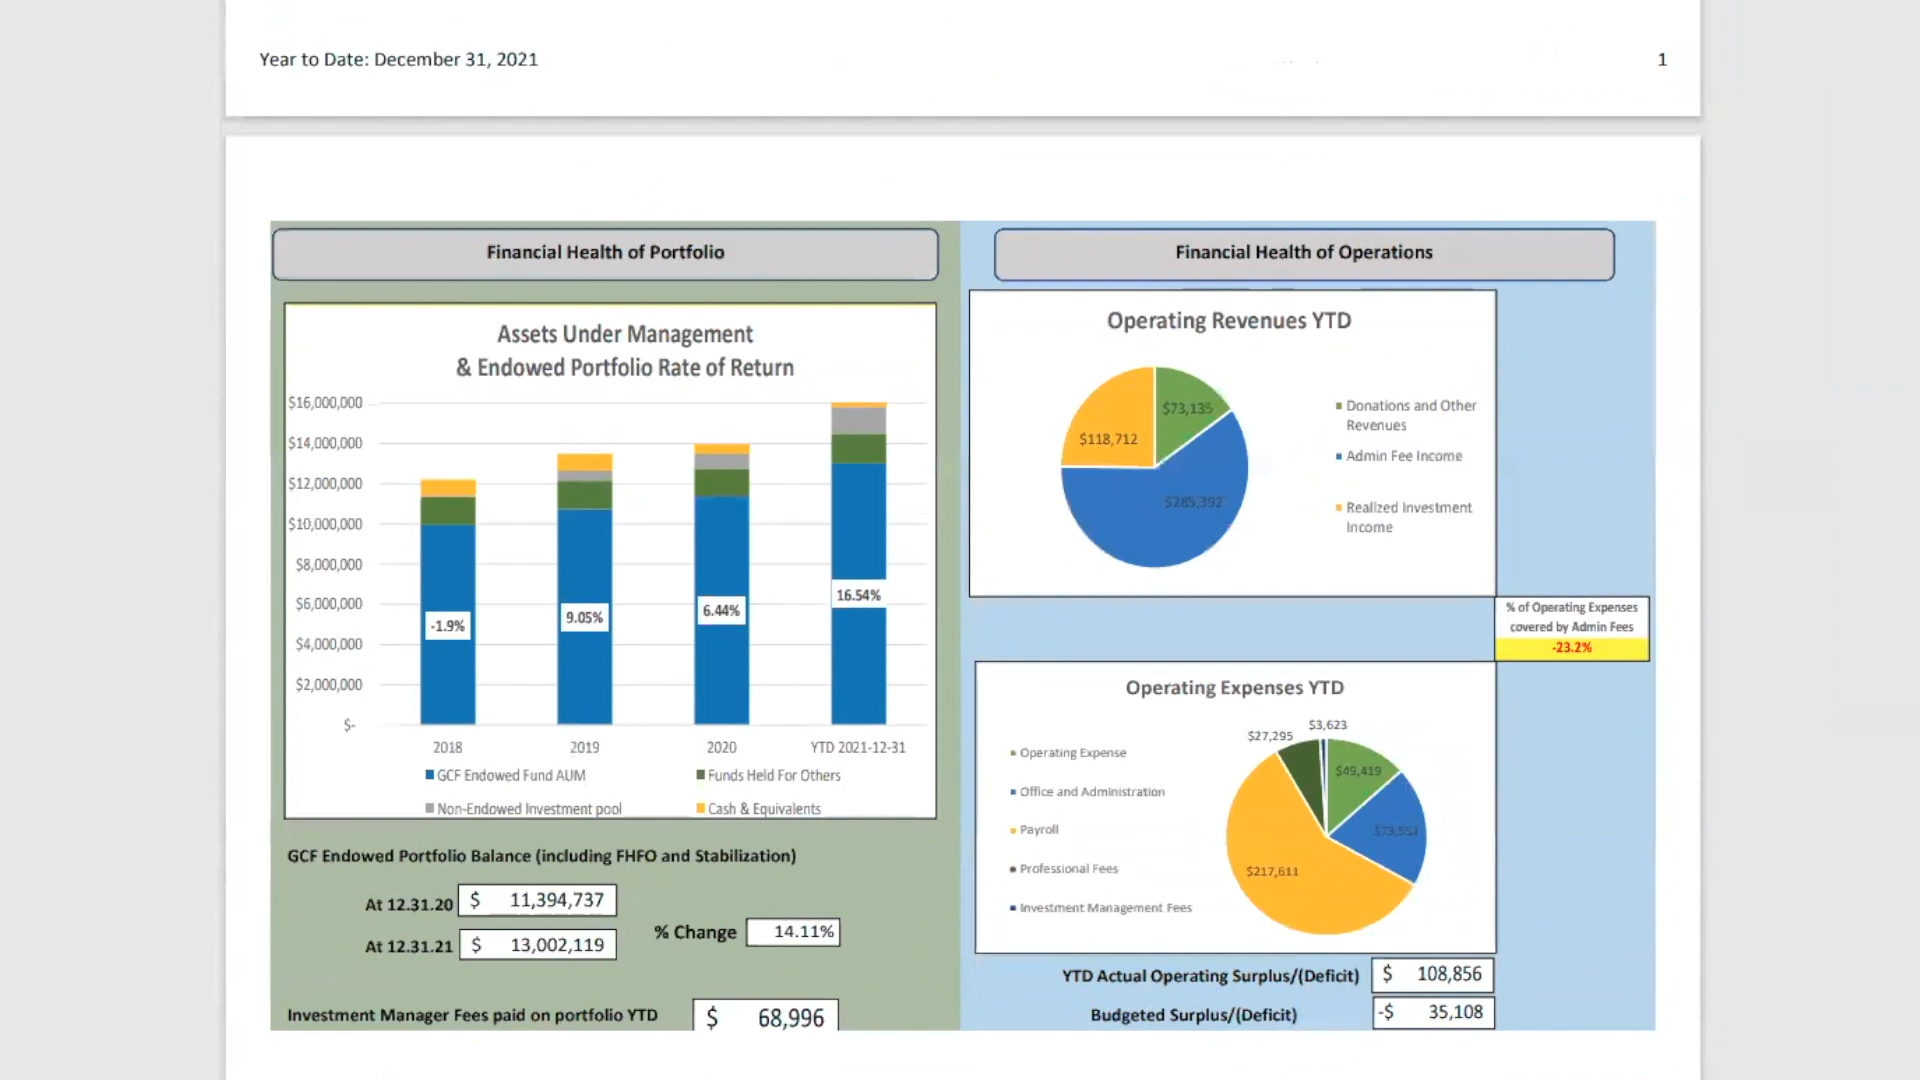 Year to Date: December 31, 2021
1
Financial Health of Portfolio
Assets Under Management
& Endowed Portfolio Rate of Return
$16,000,000
$14,000,000
$12,000,000
$10,000,000
$8,000,000
$6,000,000
$4,000,000
$2,000,000
$-
-1.9%
9.05%
6.44%
16.54%
2018
2019
2020
YTD 2021-12-31
GCF Endowed Fund AUM
Funds Held For Others
Non-Endowed Investment pool
Cash & Equivalents
GCF Endowed Portfolio Balance (including FHFO and Stabilization)
At 12.31.20 $ 11,394,737
At 12.31.21 $ 13,002,119
% Change 14.11%
Investment Manager Fees paid on portfolio YTD $ 68,996
Financial Health of Operations
Operating Revenues YTD
$73,135
$118,712
$285,392
Donations and Other
Revenues
Admin Fee Income
Realized Investment
Income
% of Operating Expenses
covered by Admin Fees
-23.2%
Operating Expenses YTD
$3,623
$27,295
$49,419
$217,611
Operating Expense
Office and Administration
Payroll
Professional Fees
Investment Management Fees
YTD Actual Operating Surplus/(Deficit) $ 108,856
Budgeted Surplus/(Deficit) -$ 35,108